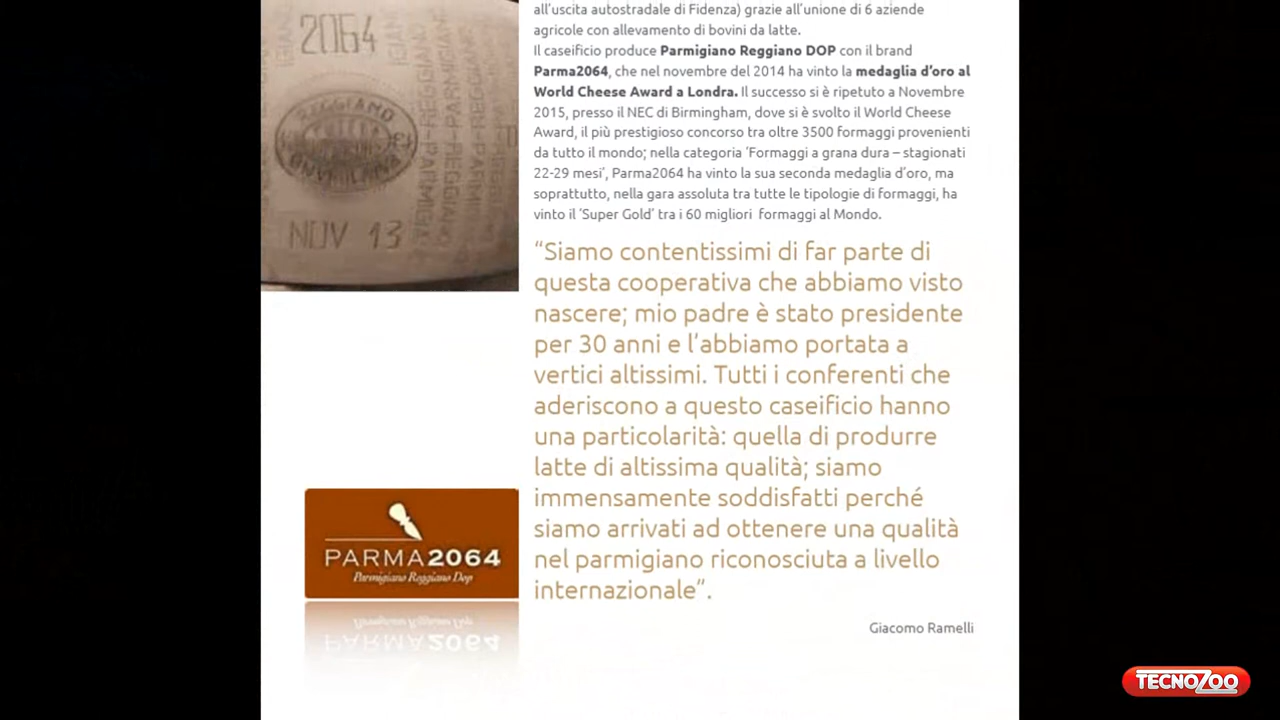 2064
REGGIANO
NOV 13
all'uscita autostradale di Fidenza) grazie all'unione di 6 aziende
agricole con allevamento di bovini da latte.
Il caseificio produce Parmigiano Reggiano DOP con il brand
Parma2064, che nel novembre del 2014 ha vinto la medaglia d'oro al
World Cheese Award a Londra. Il successo si è ripetuto a Novembre
2015, presso il NEC di Birmingham, dove si è svolto il World Cheese
Award, il più prestigioso concorso tra oltre 3500 formaggi provenienti
da tutto il mondo; nella categoria 'Formaggi a grana dura – stagionati
22-29 mesi', Parma2064 ha vinto la sua seconda medaglia d'oro, ma
soprattutto, nella gara assoluta tra tutte le tipologie di formaggi, ha
vinto il 'Super Gold' tra i 60 migliori formaggi al Mondo.
“Siamo contentissimi di far parte di
questa cooperativa che abbiamo visto
nascere; mio padre è stato presidente
per 30 anni e l'abbiamo portata a
vertici altissimi. Tutti i conferenti che
aderiscono a questo caseificio hanno
una particolarità: quella di produrre
latte di altissima qualità; siamo
immensamente soddisfatti perché
siamo arrivati ad ottenere una qualità
nel parmigiano riconosciuta a livello
internazionale”.
Giacomo Ramelli
PARMA2064
Parmigiano Reggiano Dop
TECNOZOO